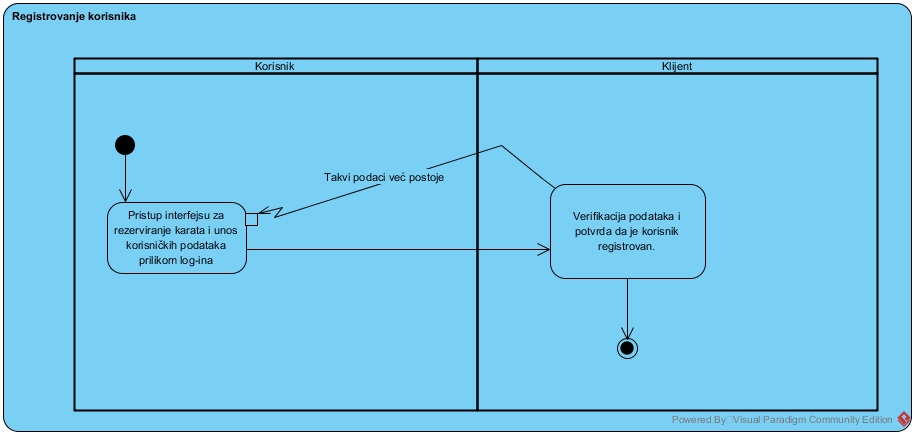 Registrovanje korisnika
Korisnik
Klijent
Takvi podaci već postoje
Pristup interfejsu za
rezerviranje karata i unos
korisničkih podataka
prilikom log-ina
Verifikacija podataka i
potvrda da je korisnik
registrovan.
Powered By Visual Paradigm Community Edition